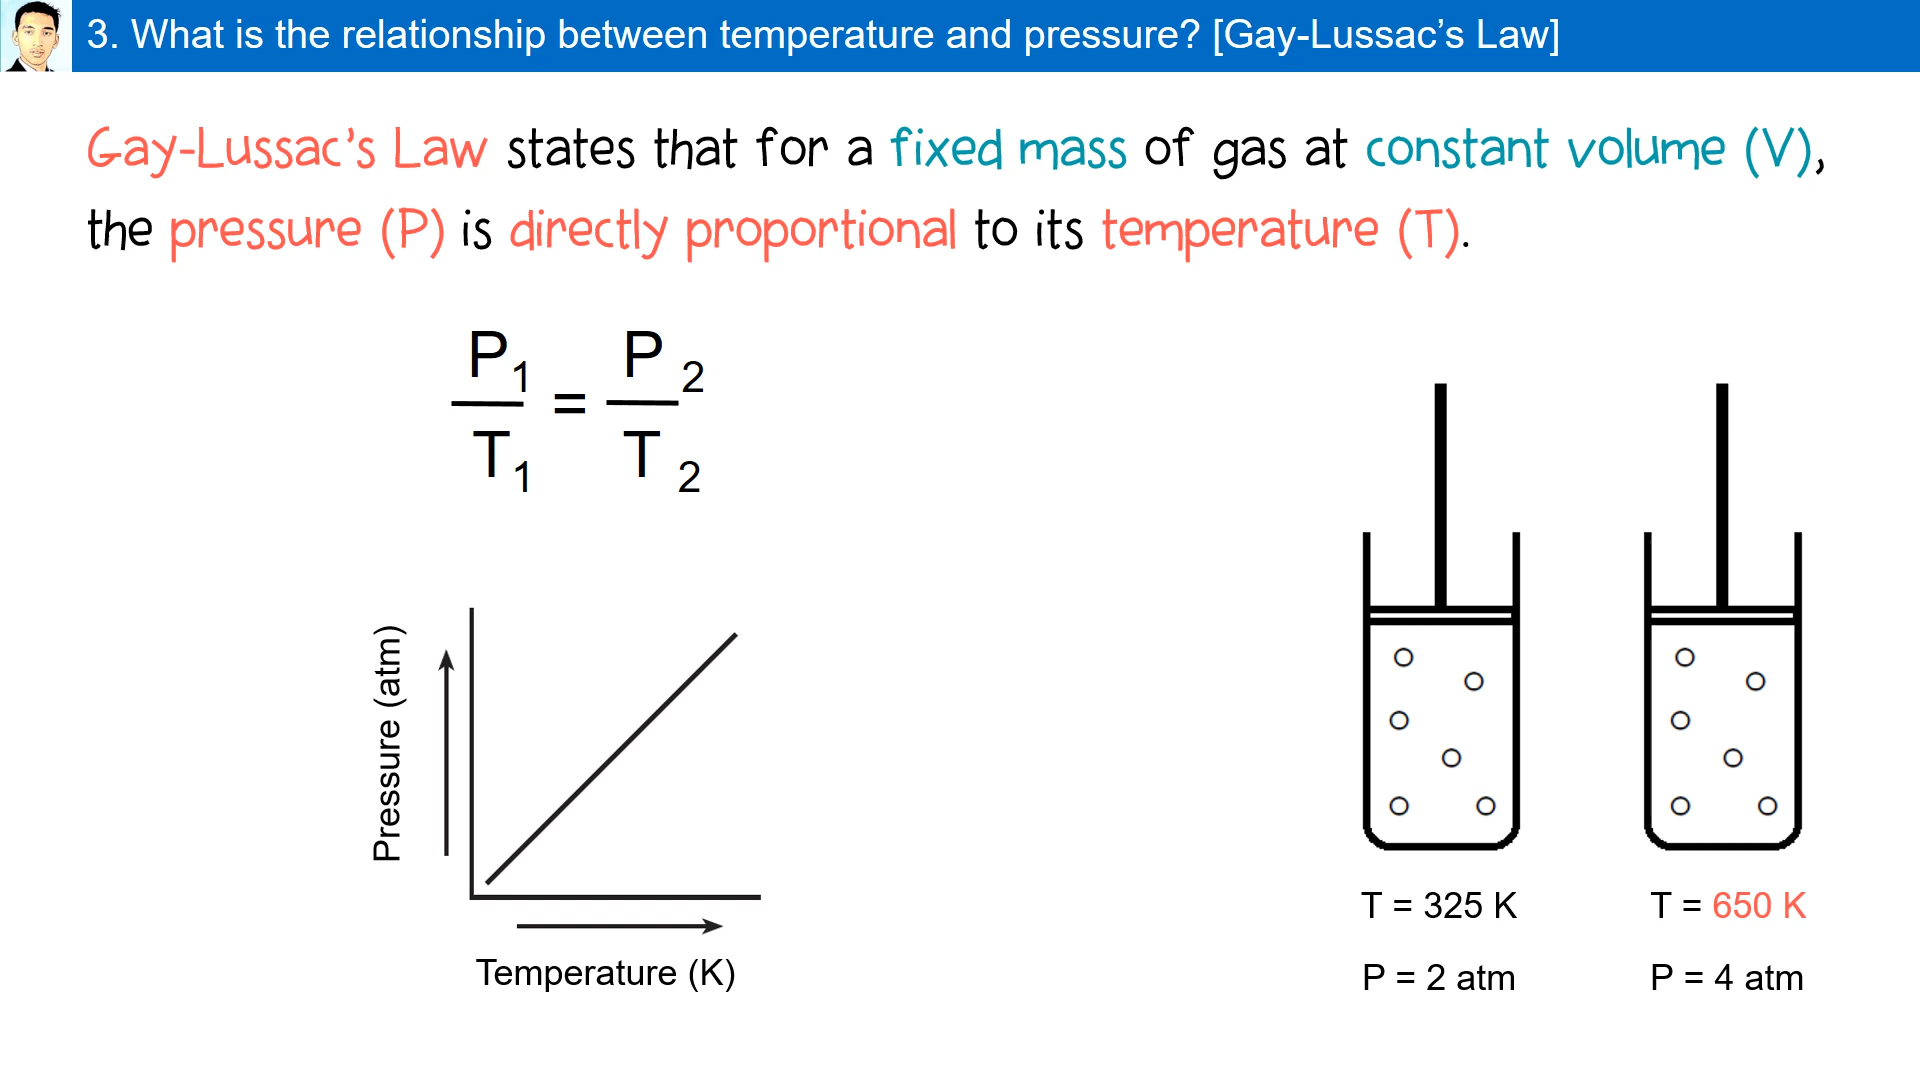 3. What is the relationship between temperature and pressure? [Gay-Lussac’s Law]
Gay-Lussac’s Law states that for a fixed mass of gas at constant volume (V),
the pressure (P) is directly proportional to its temperature (T).
P₁ = P ₂
T₁ T ₂
Pressure (atm)
Temperature (K)
T = 325 K
P = 2 atm
T = 650 K
P = 4 atm